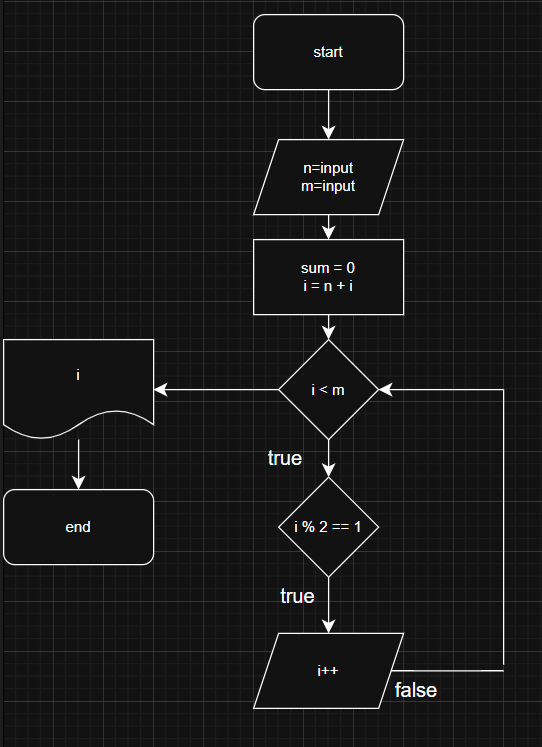 start
n=input
m=input
sum = 0
i = n + i
i < m
i
true
end
i % 2 == 1
true
i++
false